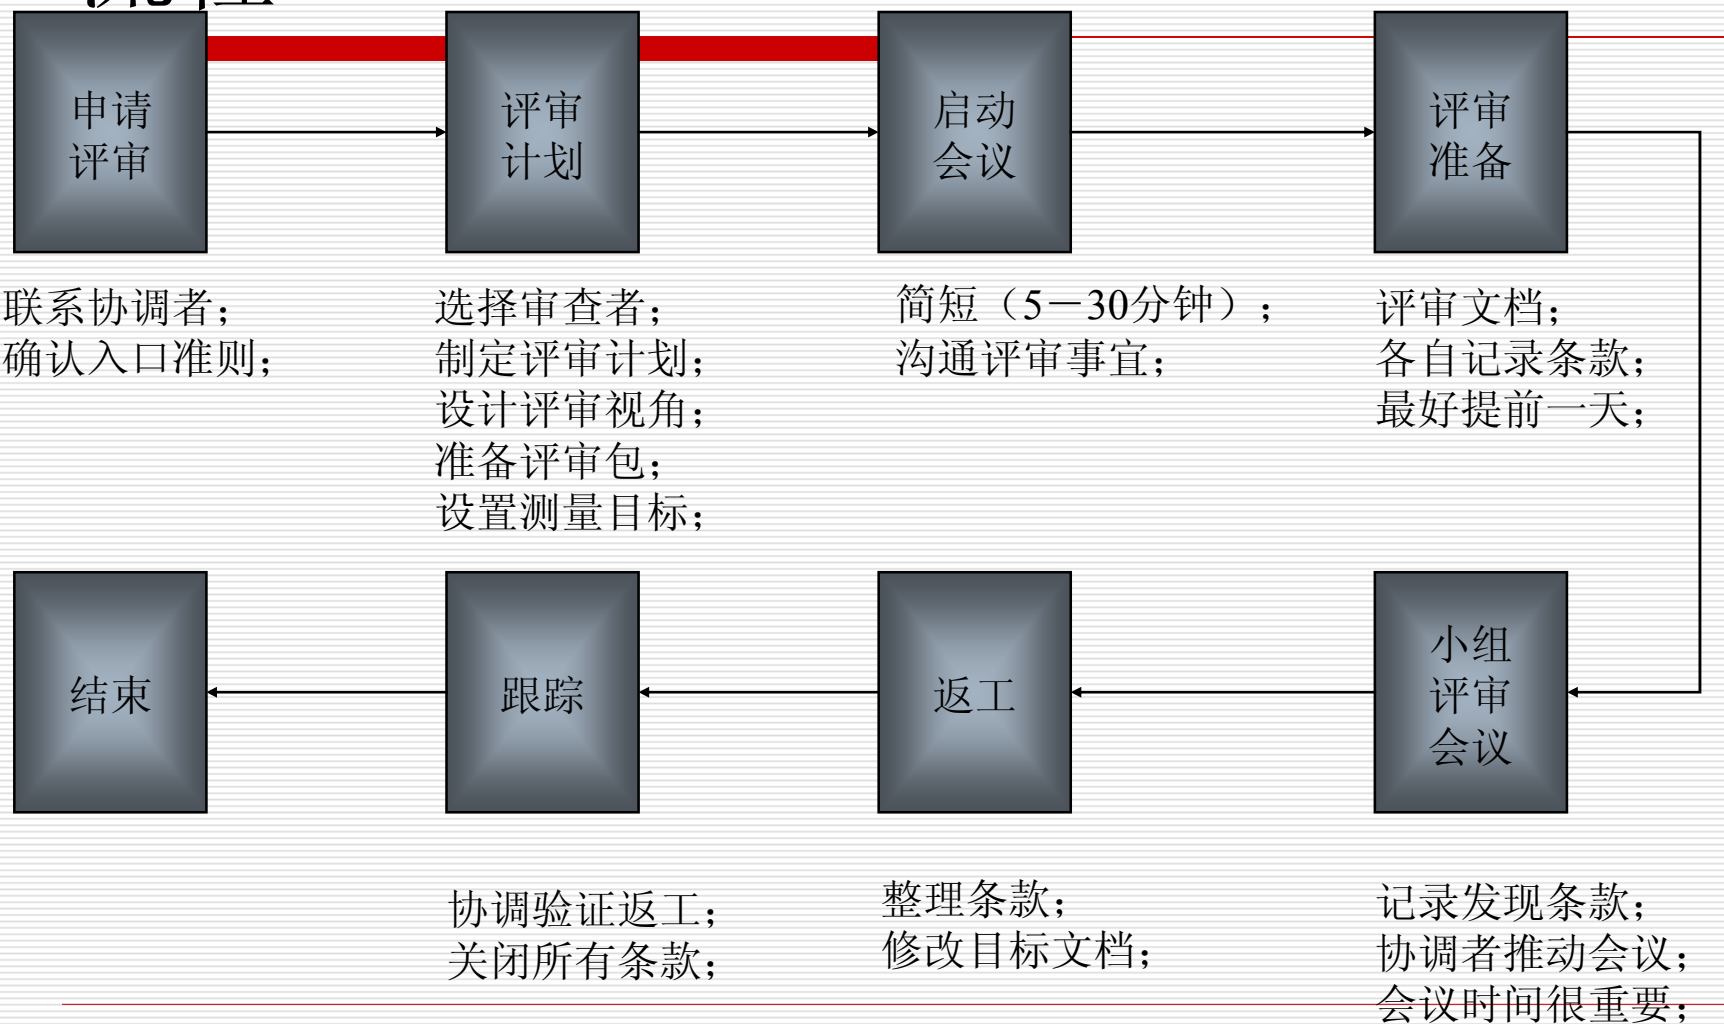 申请
评审
评审
计划
启动
会议
评审
准备
联系协调者；
确认入口准则；
选择审查者；
制定评审计划；
设计评审视角；
准备评审包；
设置测量目标；
简短（5－30分钟）；
沟通评审事宜；
评审文档；
各自记录条款；
最好提前一天；
结束
跟踪
返工
小组
评审
会议
协调验证返工；
关闭所有条款；
整理条款；
修改目标文档；
记录发现条款；
协调者推动会议；
会议时间很重要；